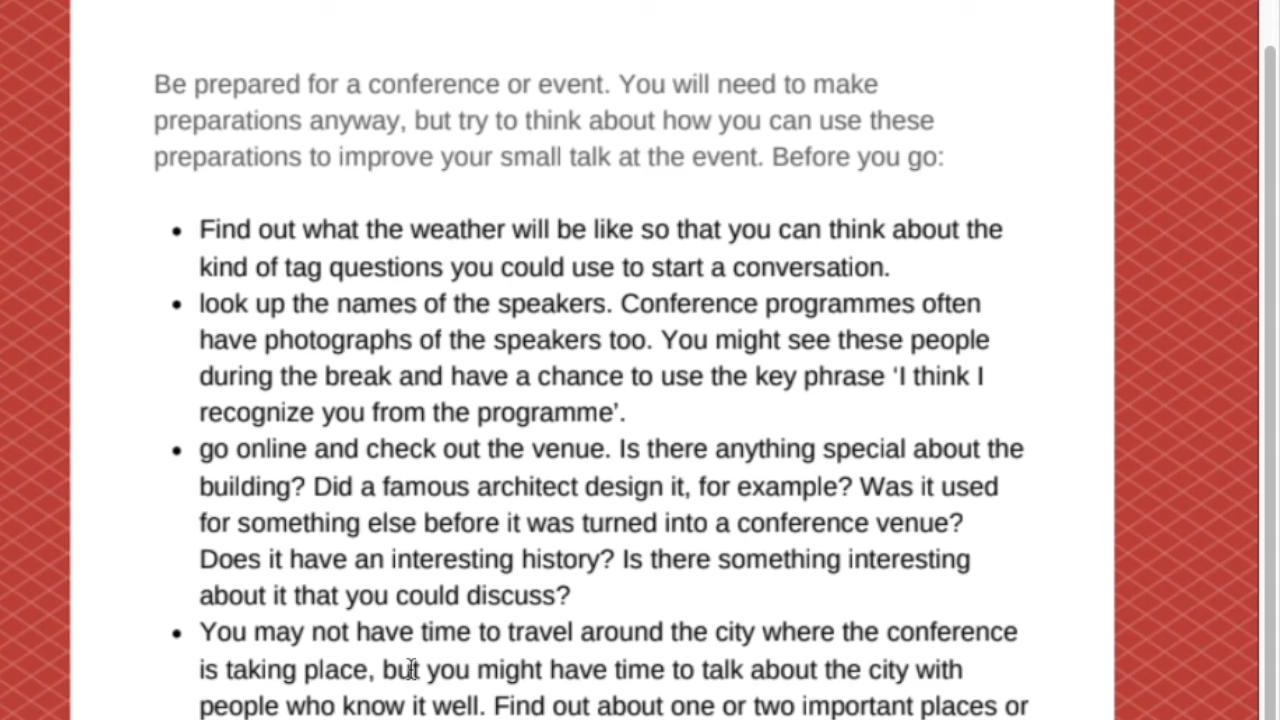 Be prepared for a conference or event. You will need to make
preparations anyway, but try to think about how you can use these
preparations to improve your small talk at the event. Before you go:
• Find out what the weather will be like so that you can think about the
kind of tag questions you could use to start a conversation.
• look up the names of the speakers. Conference programmes often
have photographs of the speakers too. You might see these people
during the break and have a chance to use the key phrase ‘I think I
recognize you from the programme’.
• go online and check out the venue. Is there anything special about the
building? Did a famous architect design it, for example? Was it used
for something else before it was turned into a conference venue?
Does it have an interesting history? Is there something interesting
about it that you could discuss?
• You may not have time to travel around the city where the conference
is taking place, but you might have time to talk about the city with
people who know it well. Find out about one or two important places or